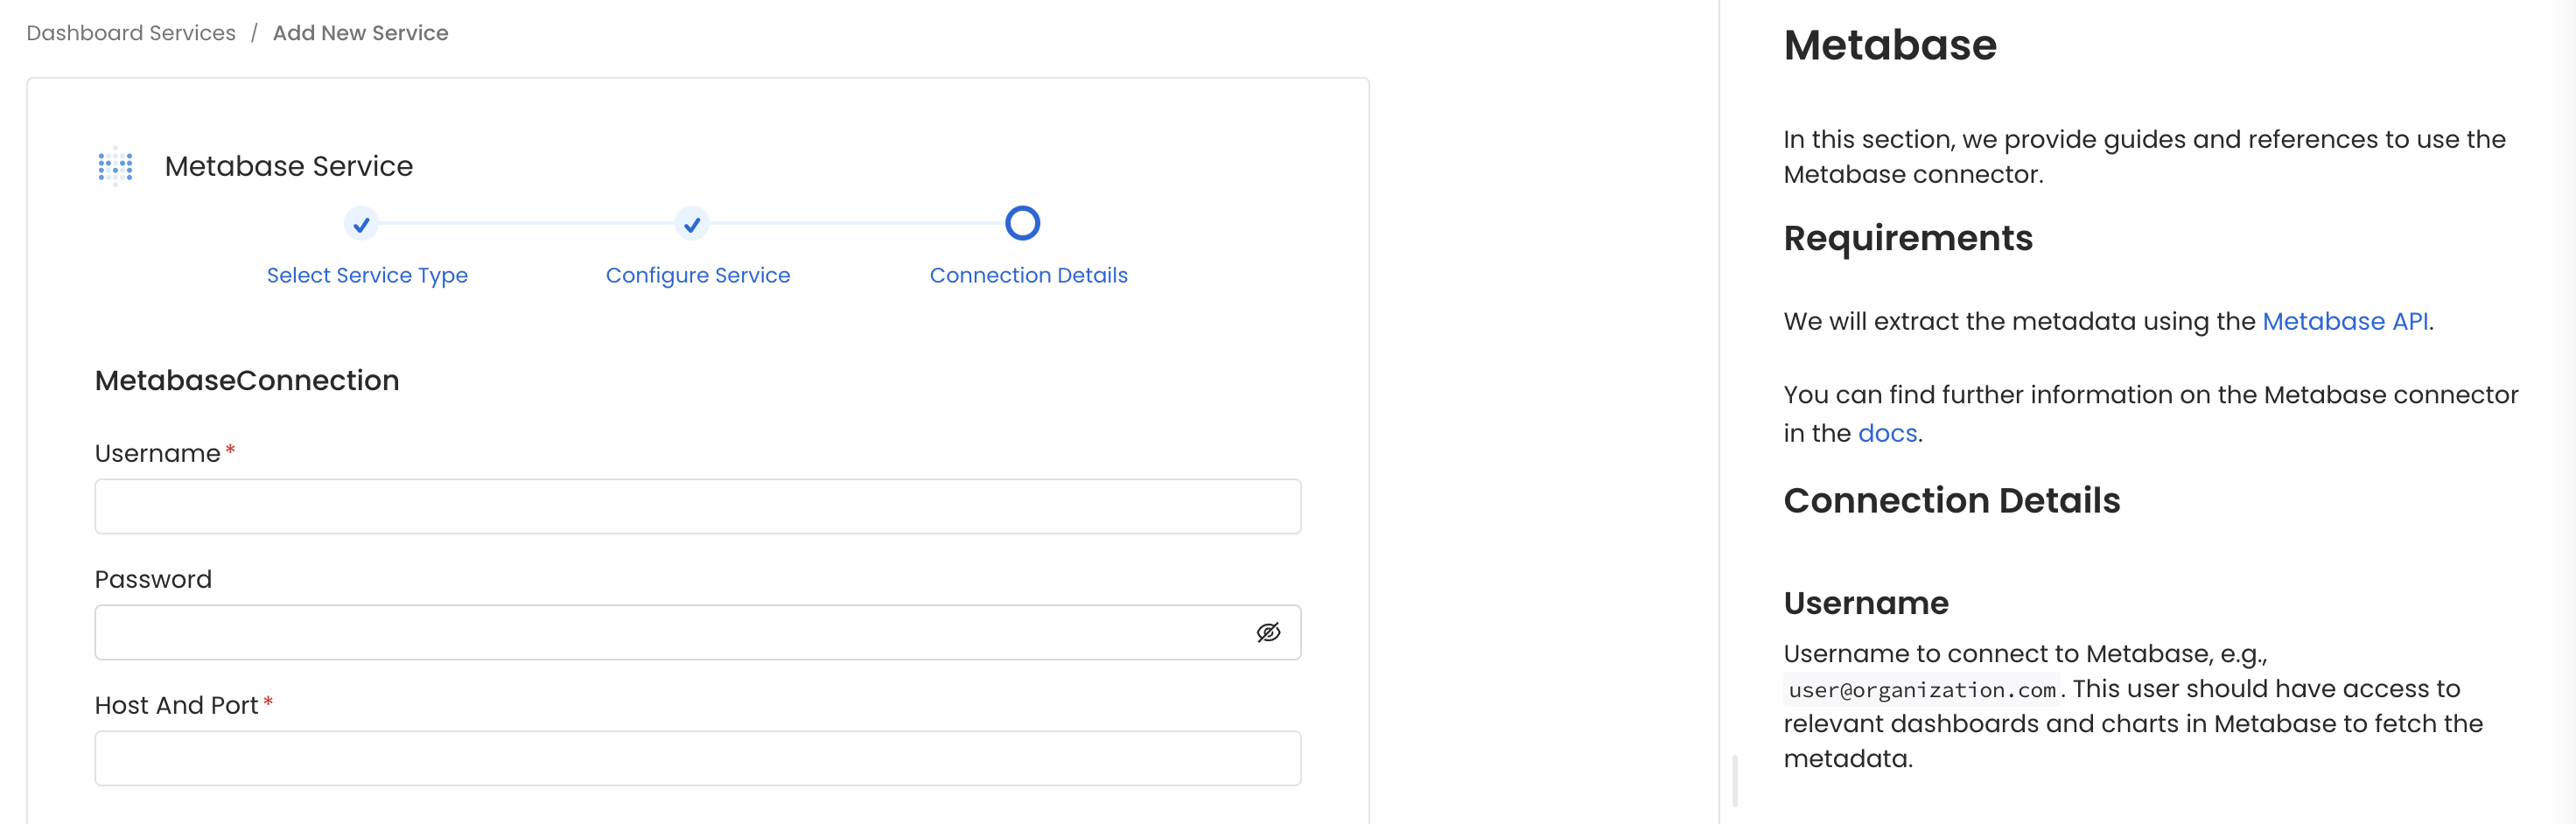 Dashboard Services / Add New Service
Metabase Service
Select Service Type
Configure Service
Connection Details
MetabaseConnection
Username *
Password
Host And Port *
Metabase
In this section, we provide guides and references to use the
Metabase connector.
Requirements
We will extract the metadata using the Metabase API.
You can find further information on the Metabase connector
in the docs.
Connection Details
Username
Username to connect to Metabase, e.g.,
user@organization.com. This user should have access to
relevant dashboards and charts in Metabase to fetch the
metadata.